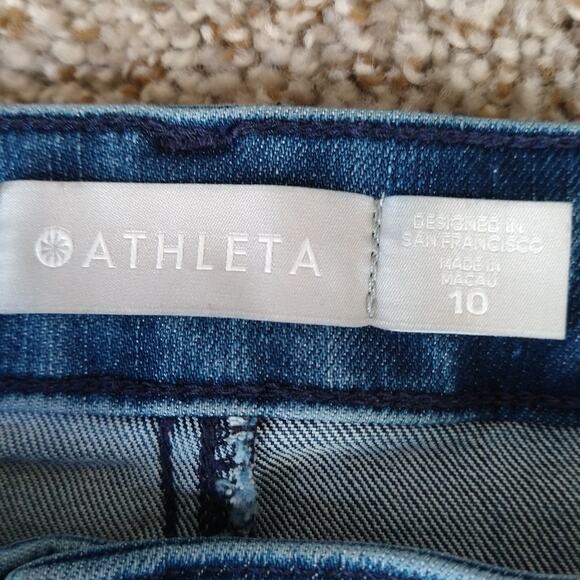 ATHLETA
DESIGNED IN
SAN FRANCISCO
MADE IN
MACAU
10